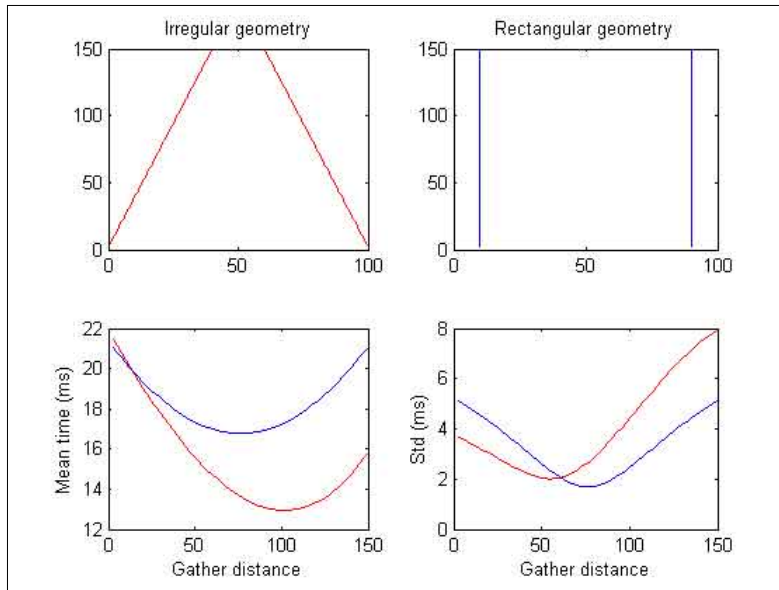 Irregular geometry
150
100
50
0
0 50 100
Rectangular geometry
150
100
50
0
0 50 100
Mean time (ms)
22
20
18
16
14
12
0 50 100 150
Gather distance
Std (ms)
8
6
4
2
0
0 50 100 150
Gather distance